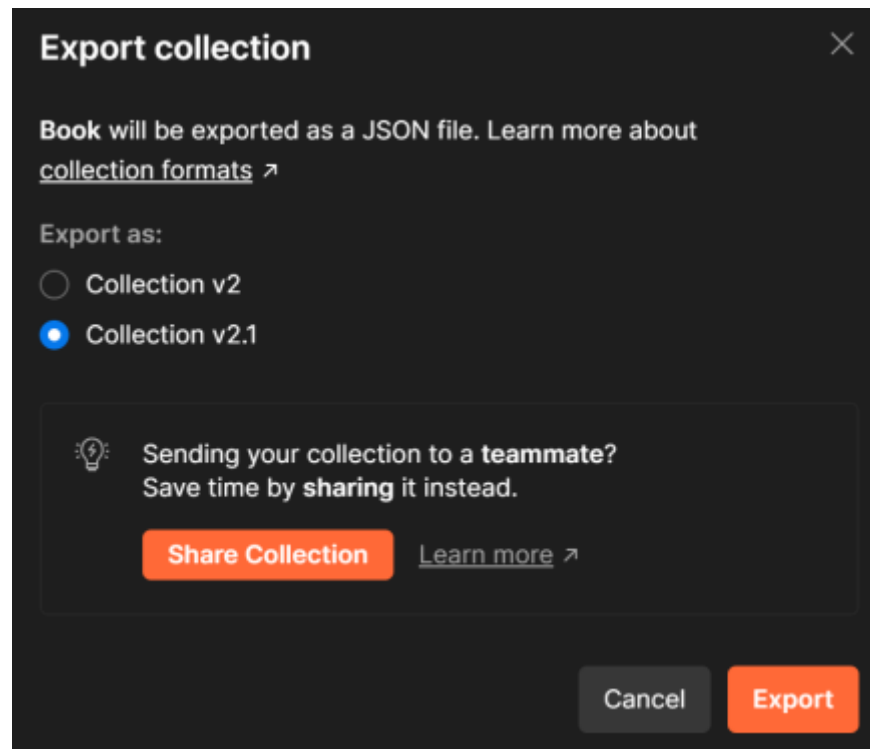 Export collection
Book will be exported as a JSON file. Learn more about
collection formats ↗
Export as:
Collection v2
Collection v2.1
Sending your collection to a teammate?
Save time by sharing it instead.
Share Collection
Learn more ↗
Cancel
Export